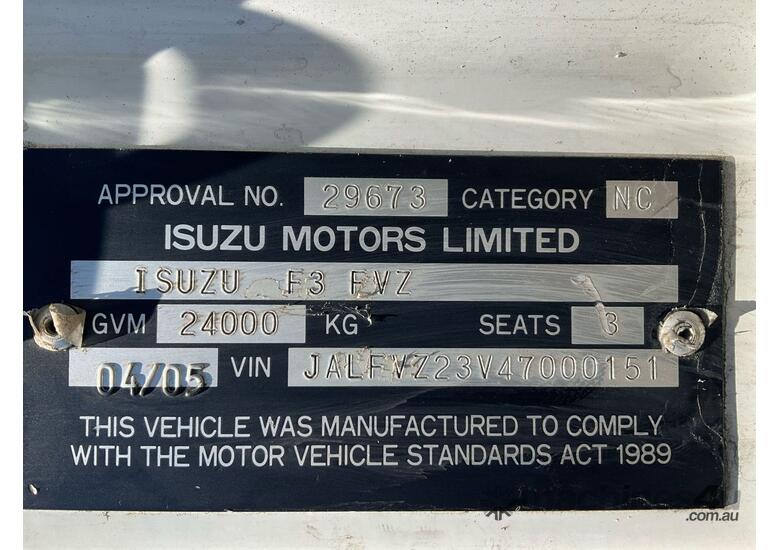 APPROVAL NO. 29673 CATEGORY NC
ISUZU MOTORS LIMITED
ISUZU F3 FVZ
GVM 24000 KG SEATS 3
04/05 VIN JALFVZ23V47000151
THIS VEHICLE WAS MANUFACTURED TO COMPLY
WITH THE MOTOR VEHICLE STANDARDS ACT 1989
machines4u
.com.au